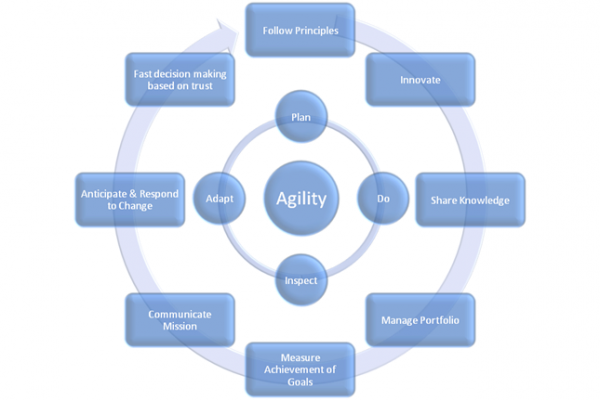 Follow Principles
Innovate
Share Knowledge
Manage Portfolio
Measure
Achievement of
Goals
Communicate
Mission
Anticipate & Respond
to Change
Fast decision making
based on trust
Plan
Do
Inspect
Adapt
Agility